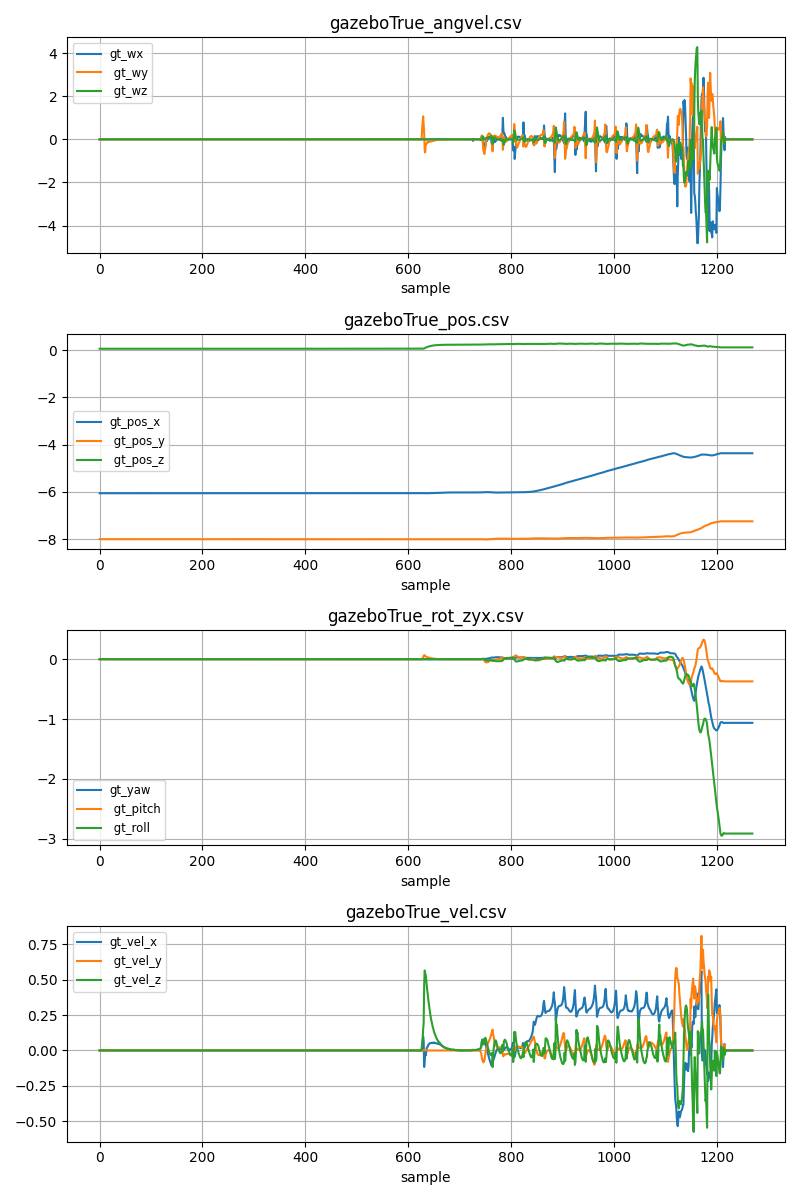 gazeboTrue_angvel.csv
4
2
0
−2
−4
gt_wx
gt_wy
gt_wz
0 200 400 600 800 1000 1200
sample
gazeboTrue_pos.csv
0
−2
−4
−6
−8
gt_pos_x
gt_pos_y
gt_pos_z
0 200 400 600 800 1000 1200
sample
gazeboTrue_rot_zyx.csv
0
−1
−2
−3
gt_yaw
gt_pitch
gt_roll
0 200 400 600 800 1000 1200
sample
gazeboTrue_vel.csv
0.75
0.50
0.25
0.00
−0.25
−0.50
gt_vel_x
gt_vel_y
gt_vel_z
0 200 400 600 800 1000 1200
sample